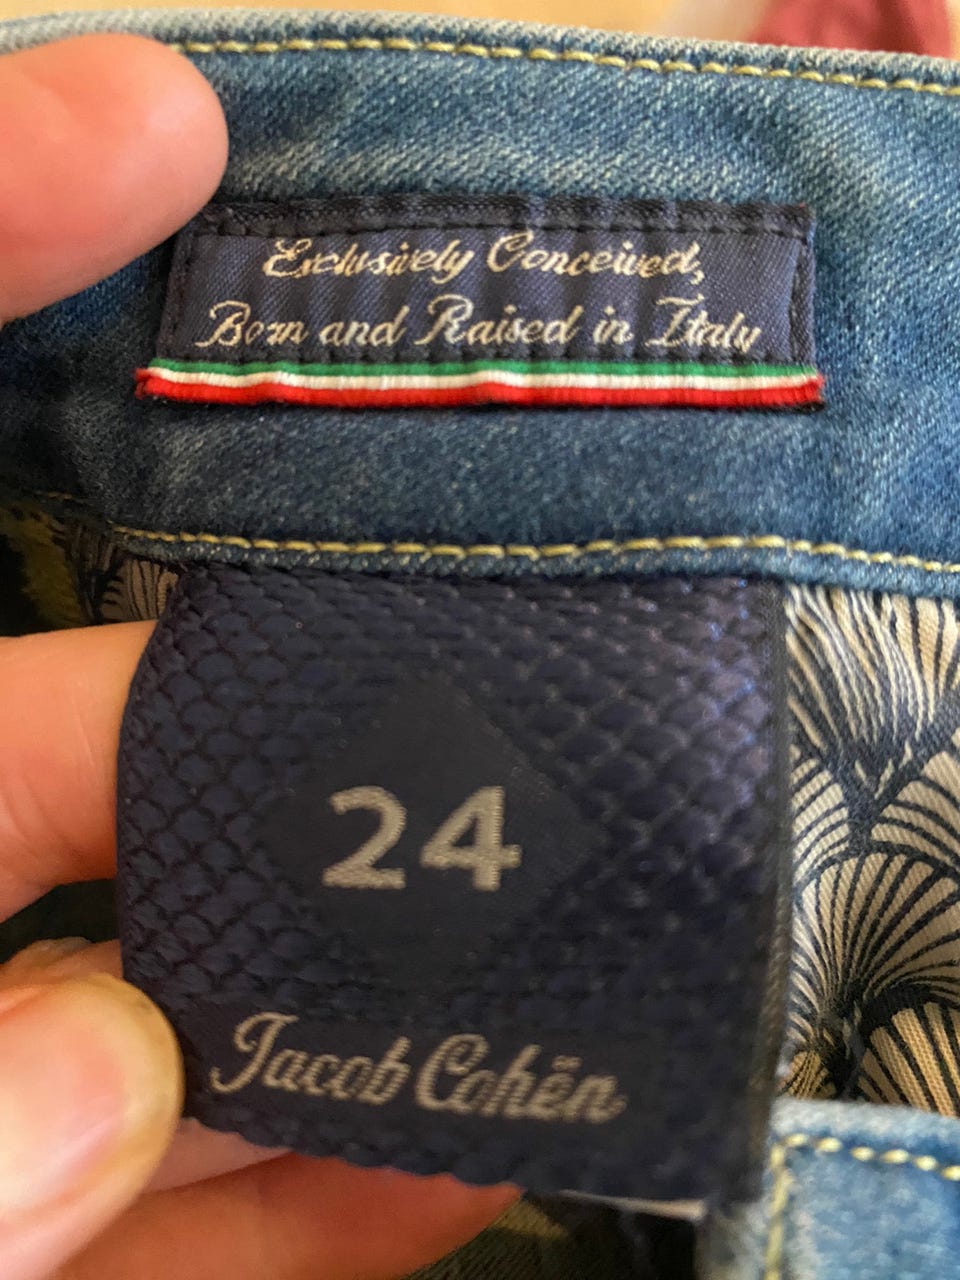 Exclusively Conceived,
Born and Raised in Italy
24
Jacob Cohën